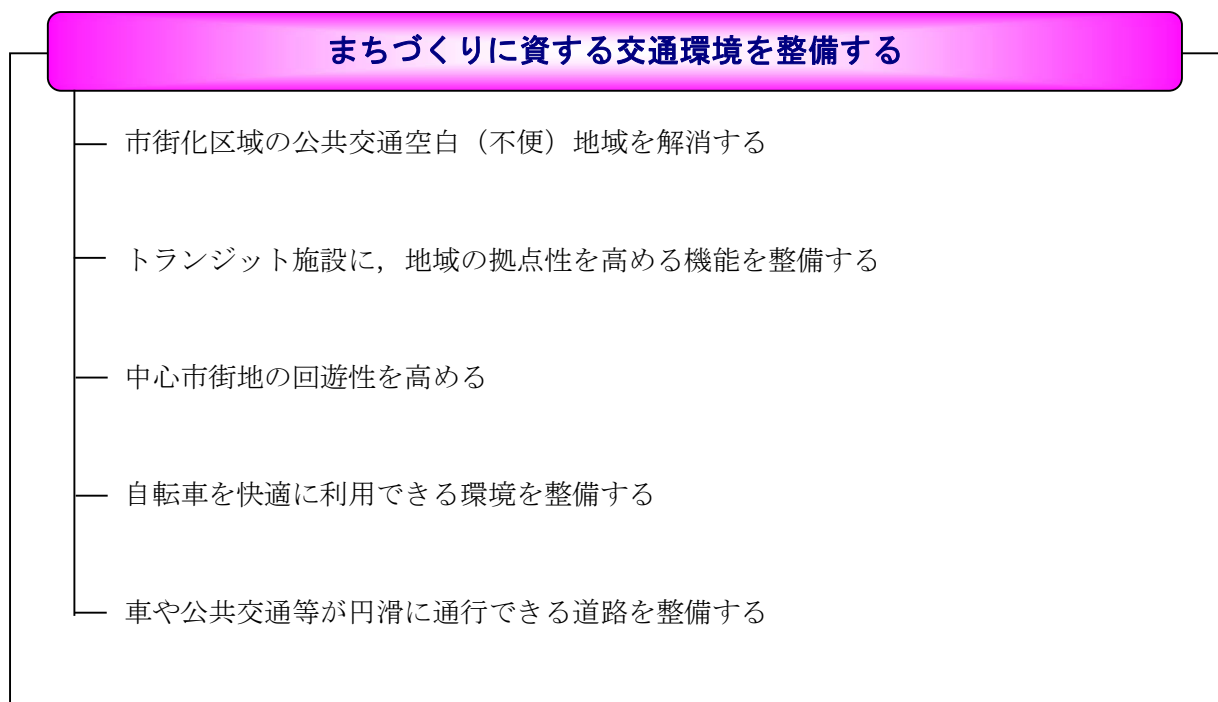 まちづくりに資する交通環境を整備する
市街化区域の公共交通空白（不便）地域を解消する
トランジット施設に，地域の拠点性を高める機能を整備する
中心市街地の回遊性を高める
自転車を快適に利用できる環境を整備する
車や公共交通等が円滑に通行できる道路を整備する